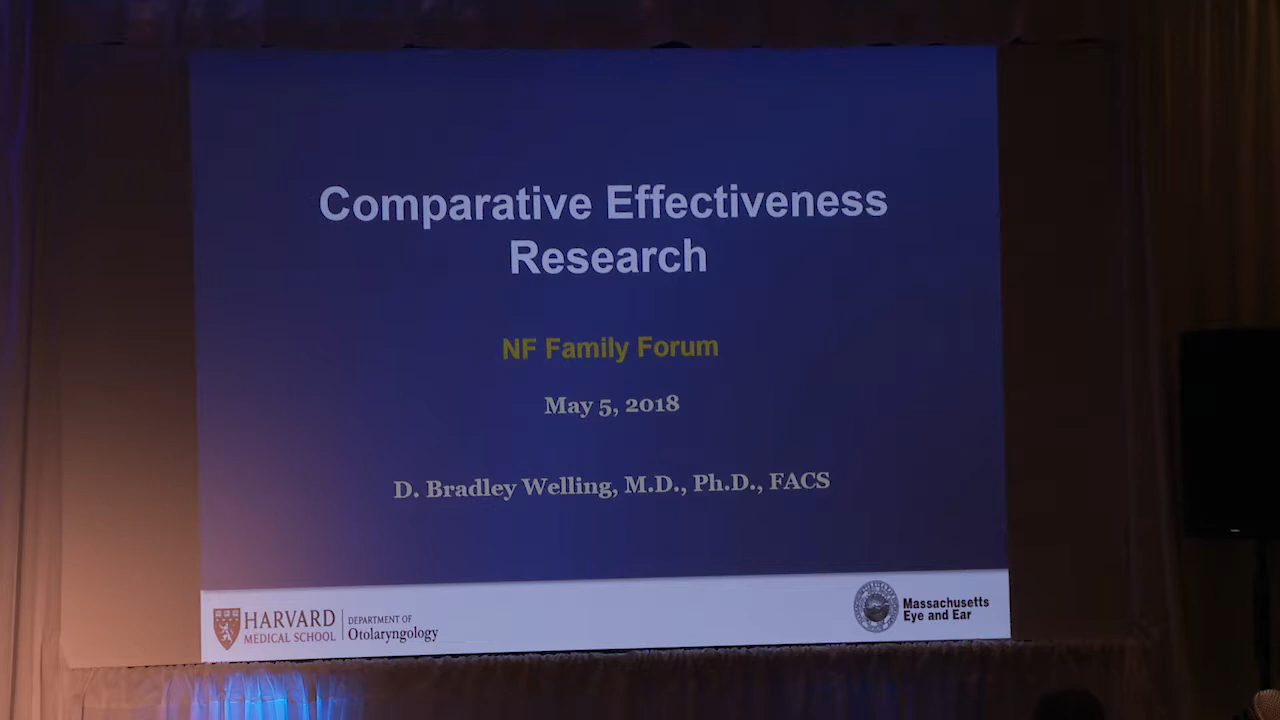 Comparative Effectiveness
Research
NF Family Forum
May 5, 2018
D. Bradley Welling, M.D., Ph.D., FACS
HARVARD
MEDICAL SCHOOL
DEPARTMENT OF
Otolaryngology
Massachusetts
Eye and Ear